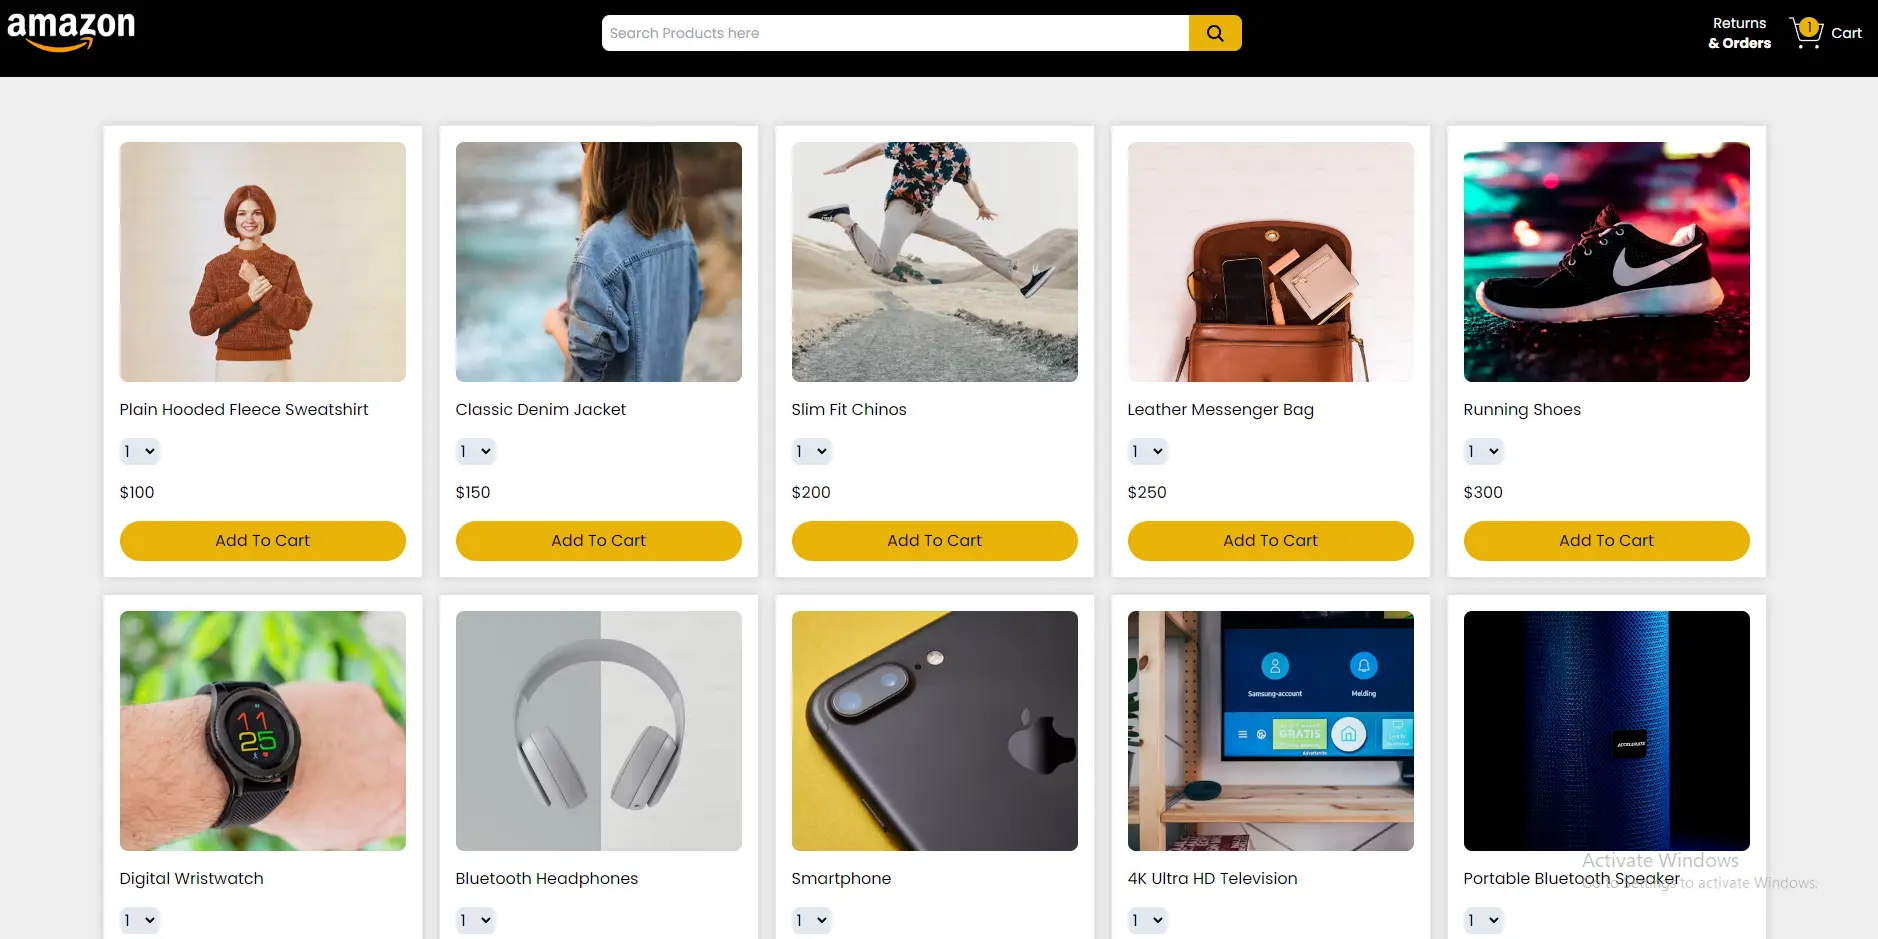 amazon
Search Products here
Returns
& Orders
1
Cart
Plain Hooded Fleece Sweatshirt
1
$100
Add To Cart
Classic Denim Jacket
1
$150
Add To Cart
Slim Fit Chinos
1
$200
Add To Cart
Leather Messenger Bag
1
$250
Add To Cart
Running Shoes
1
$300
Add To Cart
11
25
Digital Wristwatch
1
Bluetooth Headphones
1
Smartphone
1
Samsung-account
Melding
GRATIS
4K Ultra HD Television
1
ACCELERATE
Portable Bluetooth Speaker
1
Activate Windows
Go to Settings to activate Windows.